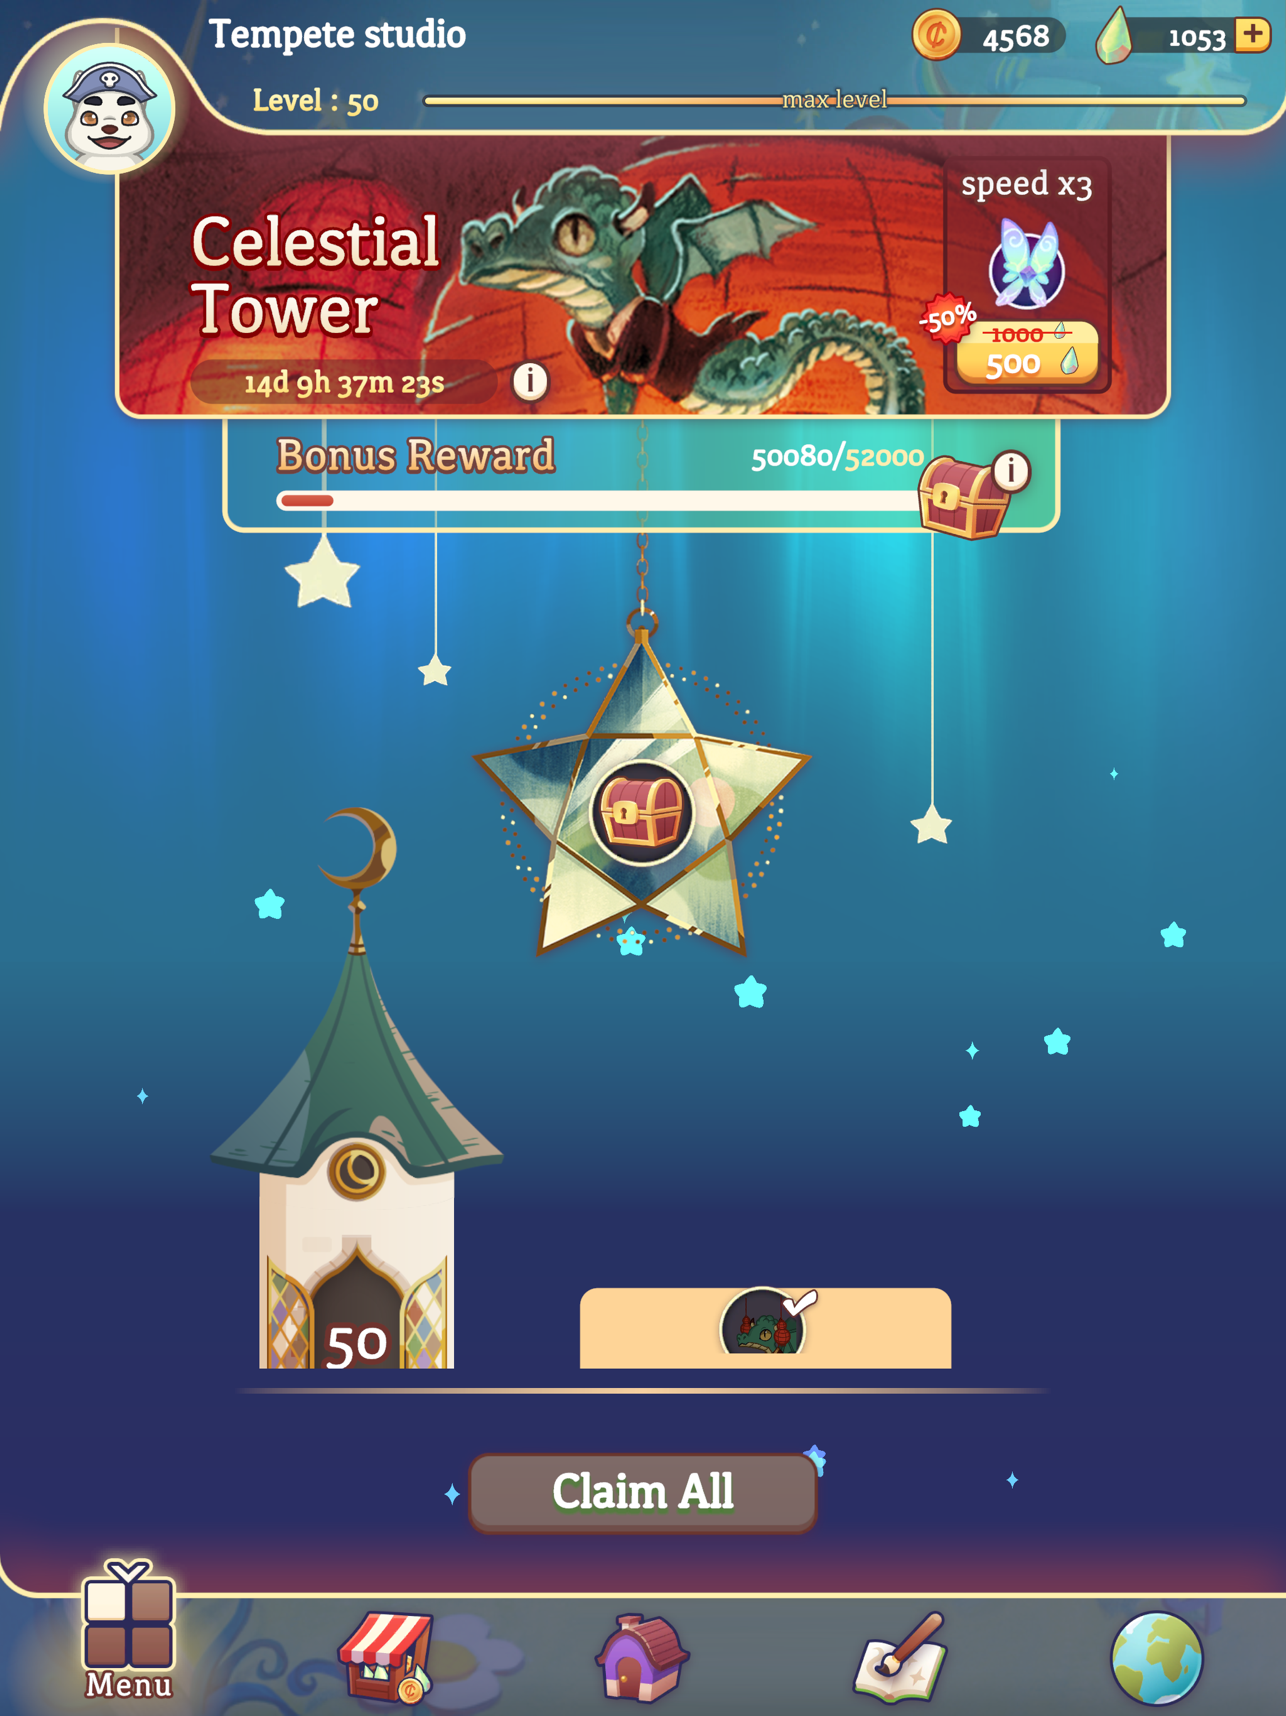 Tempete studio
4568
1053
Level : 50
max level
speed x3
Celestial
Tower
-50%
1000
500
14d 9h 37m 23s
i
Bonus Reward
50080/52000
i
50
Claim All
Menu